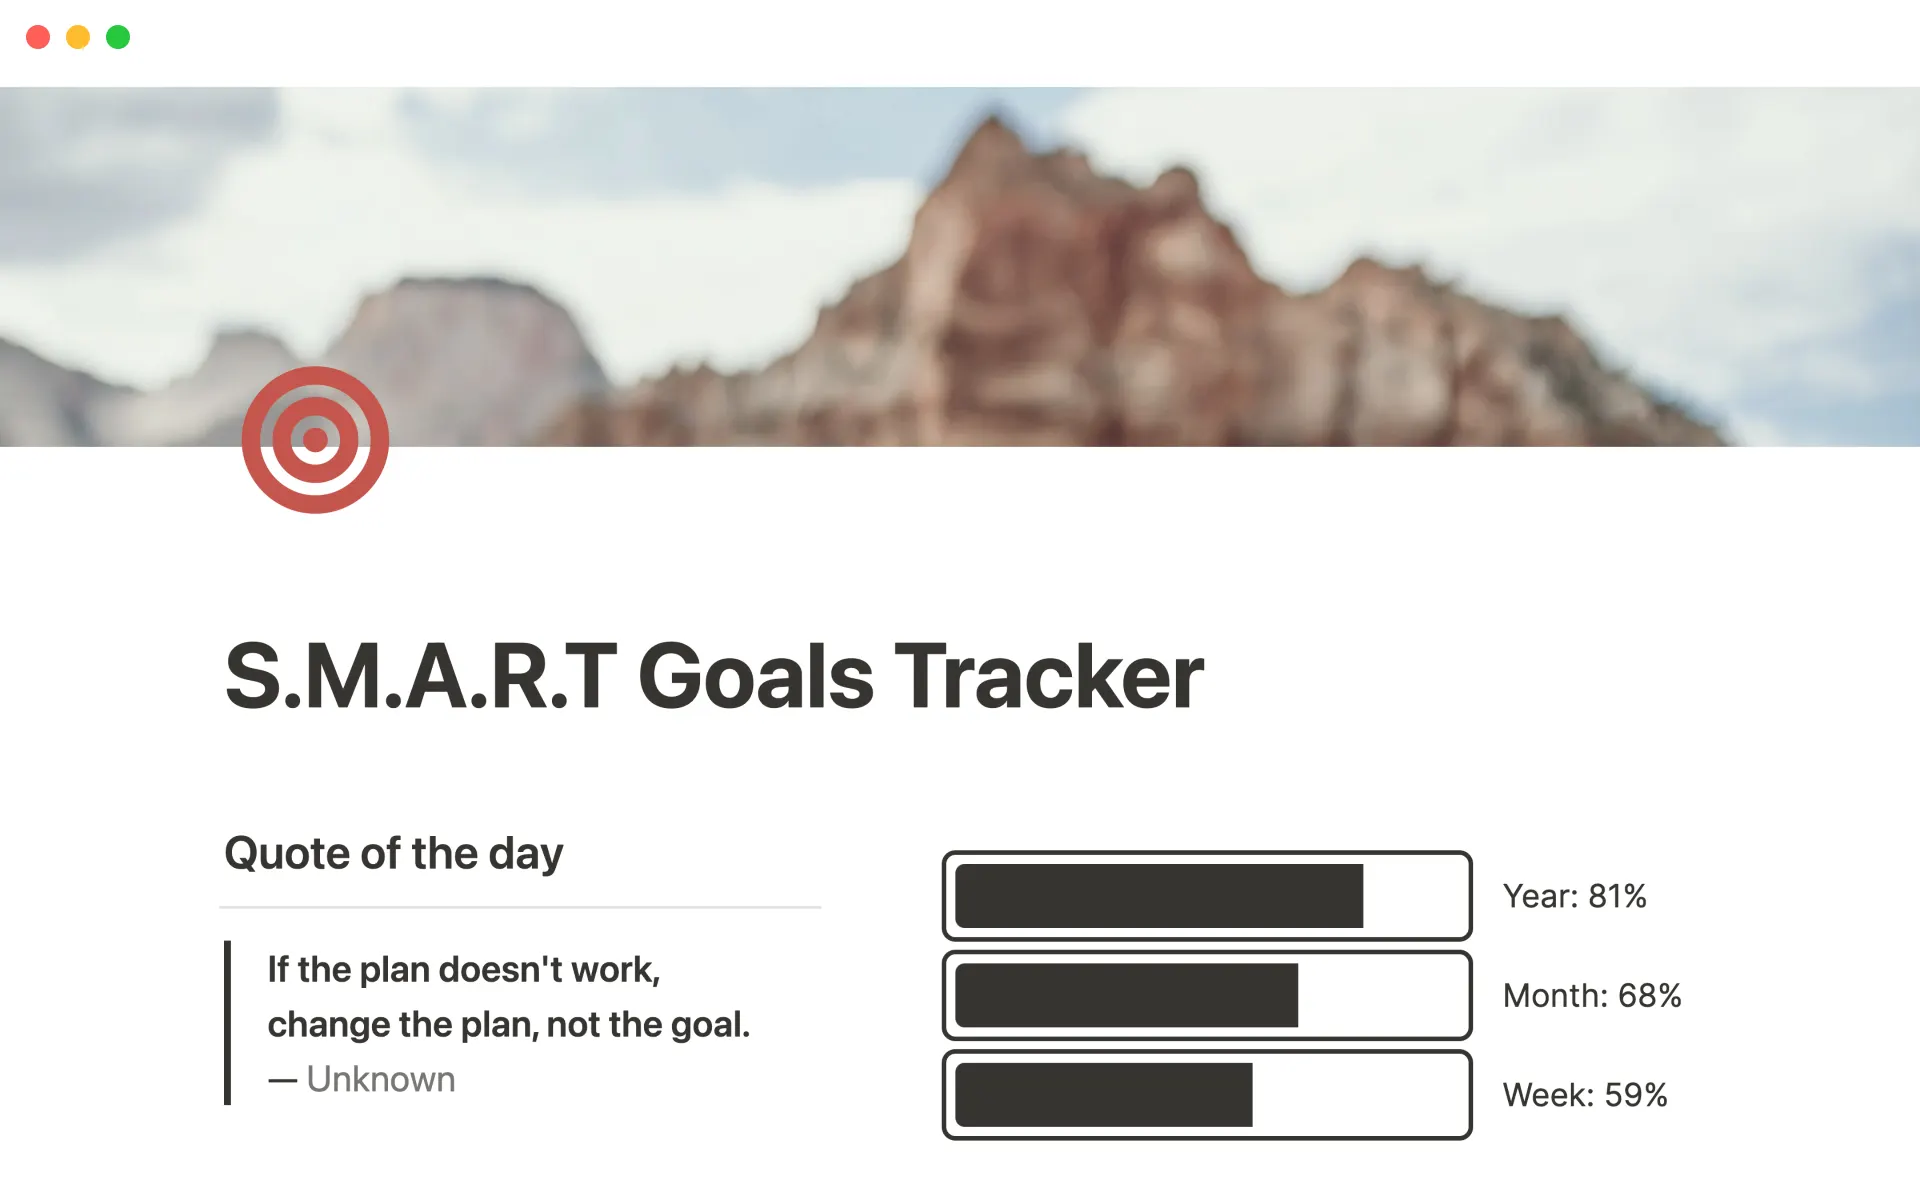 S.M.A.R.T Goals Tracker
Quote of the day
If the plan doesn't work,
change the plan, not the goal.
— Unknown
Year: 81%
Month: 68%
Week: 59%